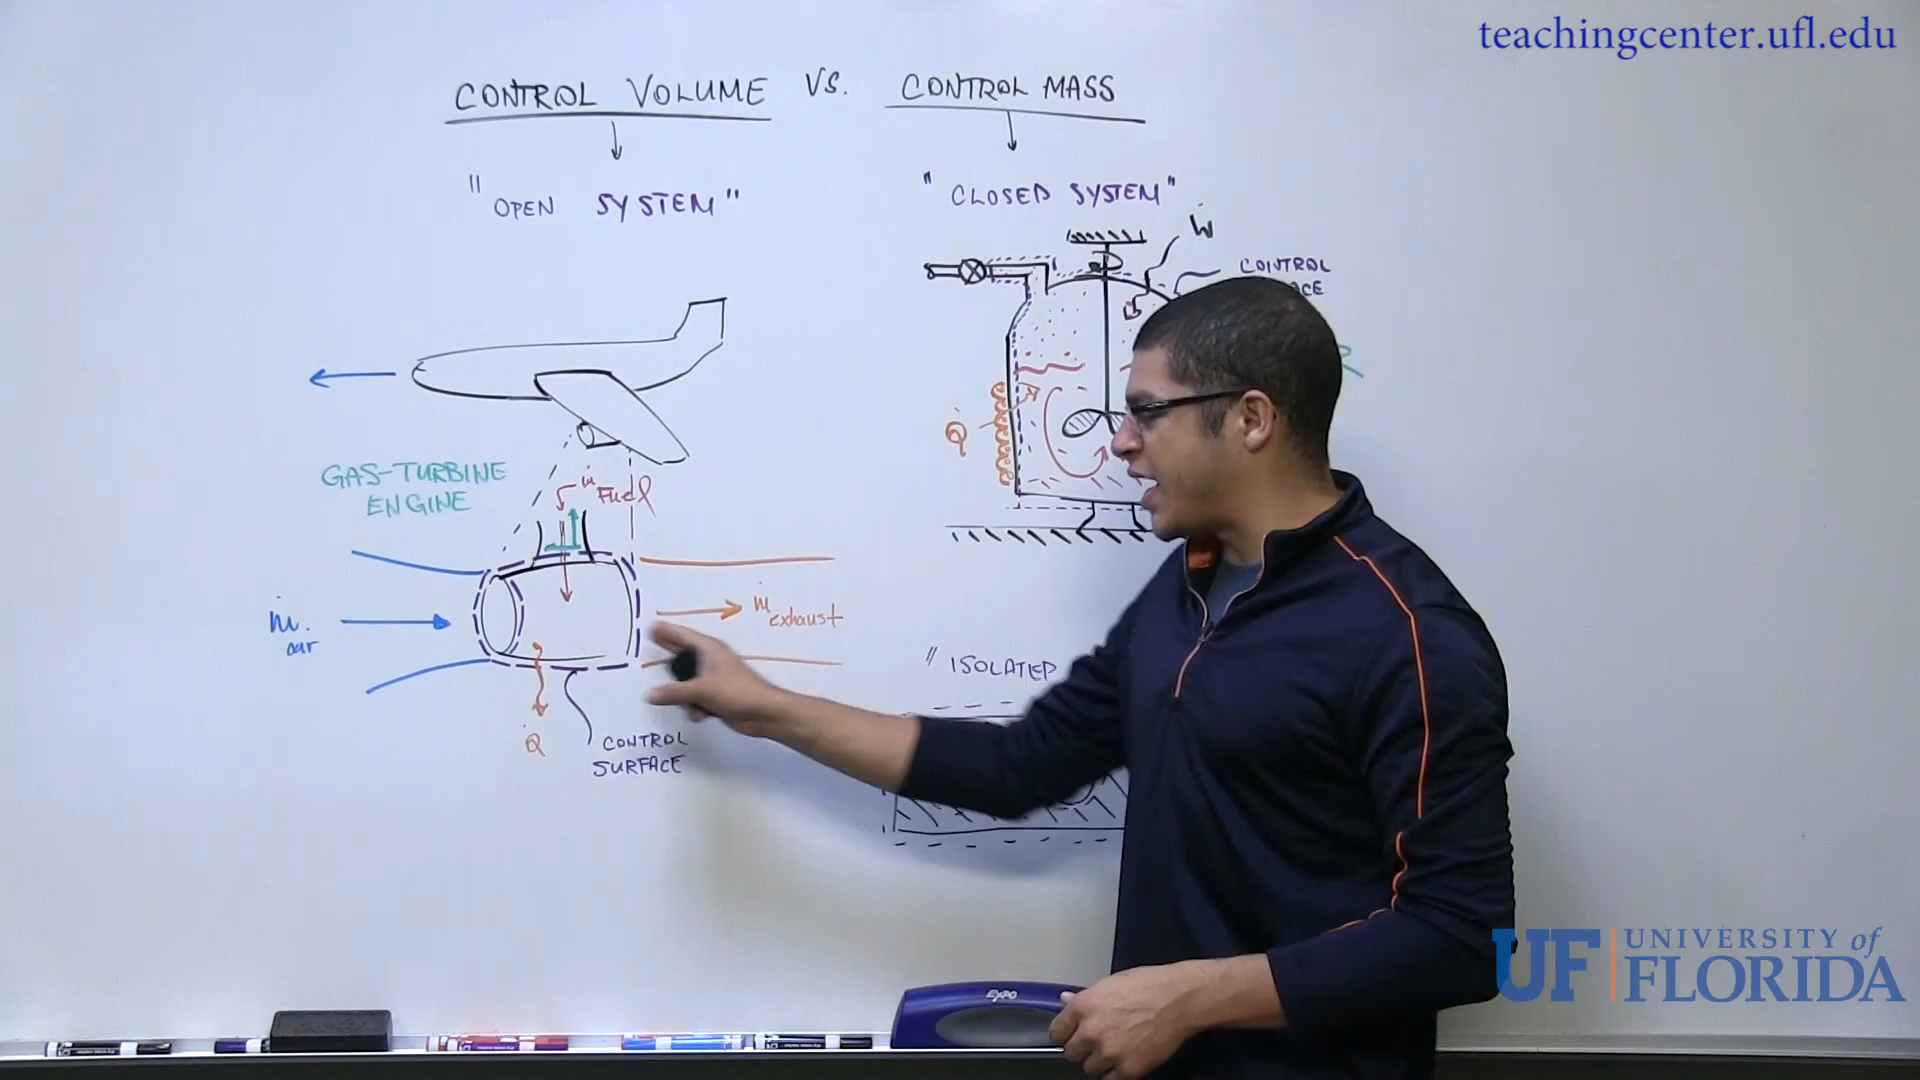 teachingcenter.ufl.edu
CONTROL VOLUME VS. CONTROL MASS
"OPEN SYSTEM"
"CLOSED SYSTEM"
Ẇ
CONTROL
Q̇
GAS-TURBINE
ENGINE
ṁ Fuel
ṁ air
ṁ exhaust
Q̇
CONTROL
SURFACE
"ISOLATED
EXPO
UF UNIVERSITY of
FLORIDA